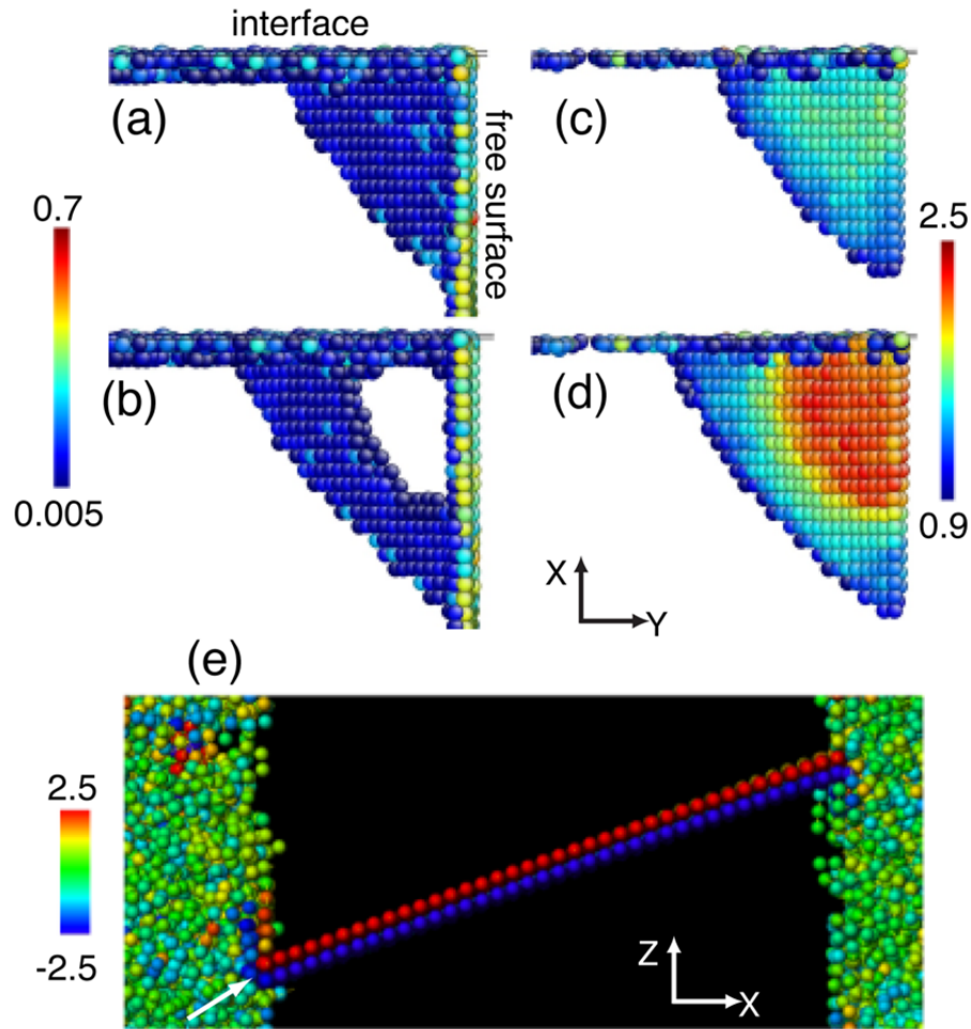 interface
(a)
(c)
free surface
0.7
0.005
2.5
0.9
(b)
(d)
X
Y
(e)
2.5
-2.5
Z
X